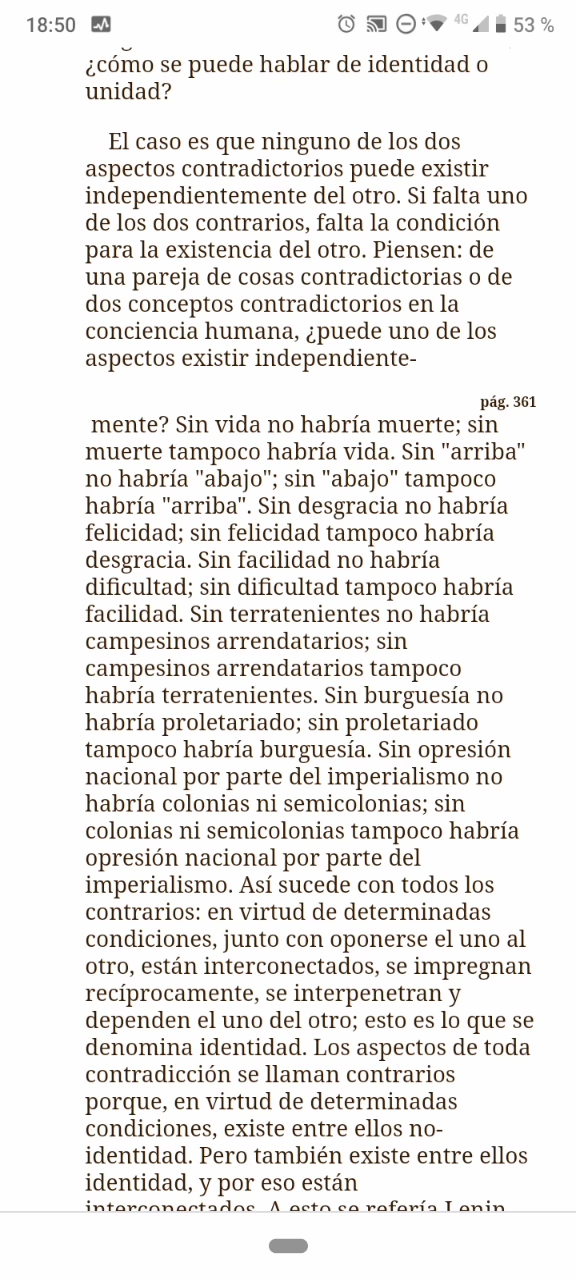 18:50
4G
53 %
¿cómo se puede hablar de identidad o
unidad?
El caso es que ninguno de los dos
aspectos contradictorios puede existir
independientemente del otro. Si falta uno
de los dos contrarios, falta la condición
para la existencia del otro. Piensen: de
una pareja de cosas contradictorias o de
dos conceptos contradictorios en la
conciencia humana, ¿puede uno de los
aspectos existir independiente-
pág. 361
mente? Sin vida no habría muerte; sin
muerte tampoco habría vida. Sin "arriba"
no habría "abajo"; sin "abajo" tampoco
habría "arriba". Sin desgracia no habría
felicidad; sin felicidad tampoco habría
desgracia. Sin facilidad no habría
dificultad; sin dificultad tampoco habría
facilidad. Sin terratenientes no habría
campesinos arrendatarios; sin
campesinos arrendatarios tampoco
habría terratenientes. Sin burguesía no
habría proletariado; sin proletariado
tampoco habría burguesía. Sin opresión
nacional por parte del imperialismo no
habría colonias ni semicolonias; sin
colonias ni semicolonias tampoco habría
opresión nacional por parte del
imperialismo. Así sucede con todos los
contrarios: en virtud de determinadas
condiciones, junto con oponerse el uno al
otro, están interconectados, se impregnan
recíprocamente, se interpenetran y
dependen el uno del otro; esto es lo que se
denomina identidad. Los aspectos de toda
contradicción se llaman contrarios
porque, en virtud de determinadas
condiciones, existe entre ellos no-
identidad. Pero también existe entre ellos
identidad, y por eso están
interconectados. A esto se refería Lenin